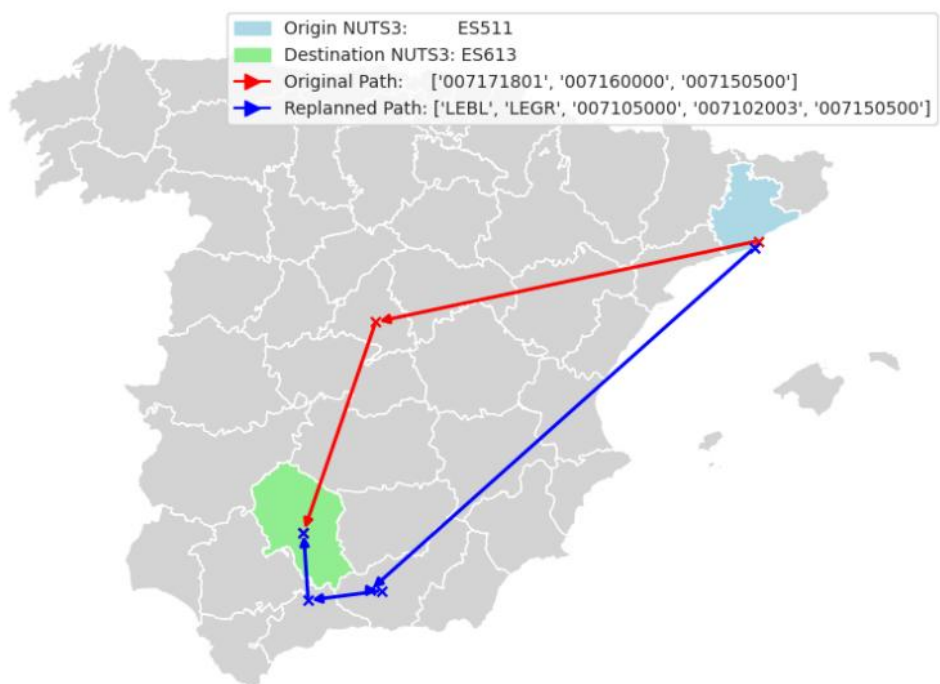 Origin NUTS3: ES511
Destination NUTS3: ES613
Original Path: ['007171801', '007160000', '007150500']
Replanned Path: ['LEBL', 'LEGR', '007105000', '007102003', '007150500']